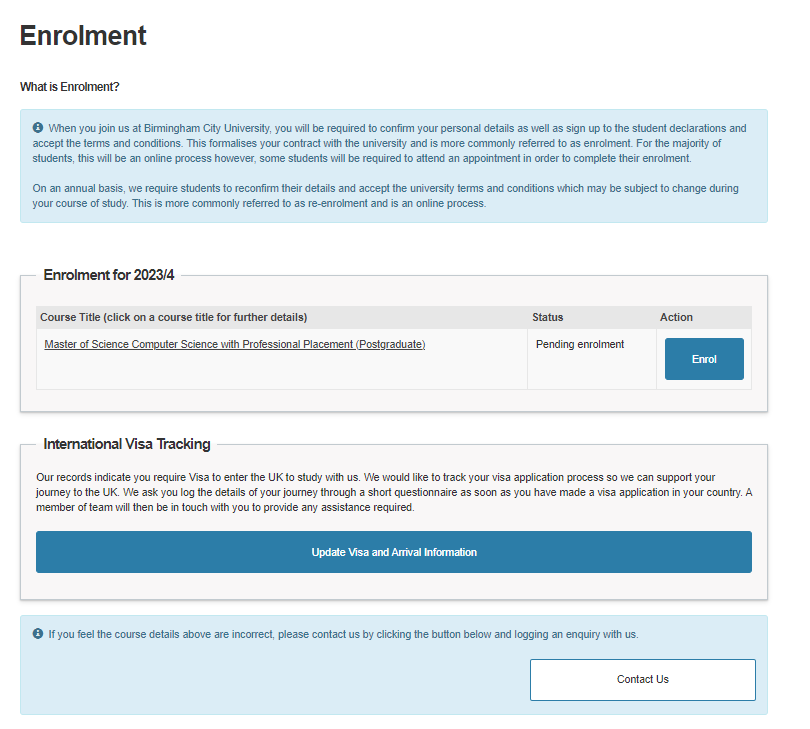 Enrolment
What is Enrolment?
When you join us at Birmingham City University, you will be required to confirm your personal details as well as sign up to the student declarations and
accept the terms and conditions. This formalises your contract with the university and is more commonly referred to as enrolment. For the majority of
students, this will be an online process however, some students will be required to attend an appointment in order to complete their enrolment.
On an annual basis, we require students to reconfirm their details and accept the university terms and conditions which may be subject to change during
your course of study. This is more commonly referred to as re-enrolment and is an online process.
Enrolment for 2023/4
Course Title (click on a course title for further details) Status Action
Master of Science Computer Science with Professional Placement (Postgraduate) Pending enrolment Enrol
International Visa Tracking
Our records indicate you require Visa to enter the UK to study with us. We would like to track your visa application process so we can support your
journey to the UK. We ask you log the details of your journey through a short questionnaire as soon as you have made a visa application in your country. A
member of team will then be in touch with you to provide any assistance required.
Update Visa and Arrival Information
If you feel the course details above are incorrect, please contact us by clicking the button below and logging an enquiry with us.
Contact Us